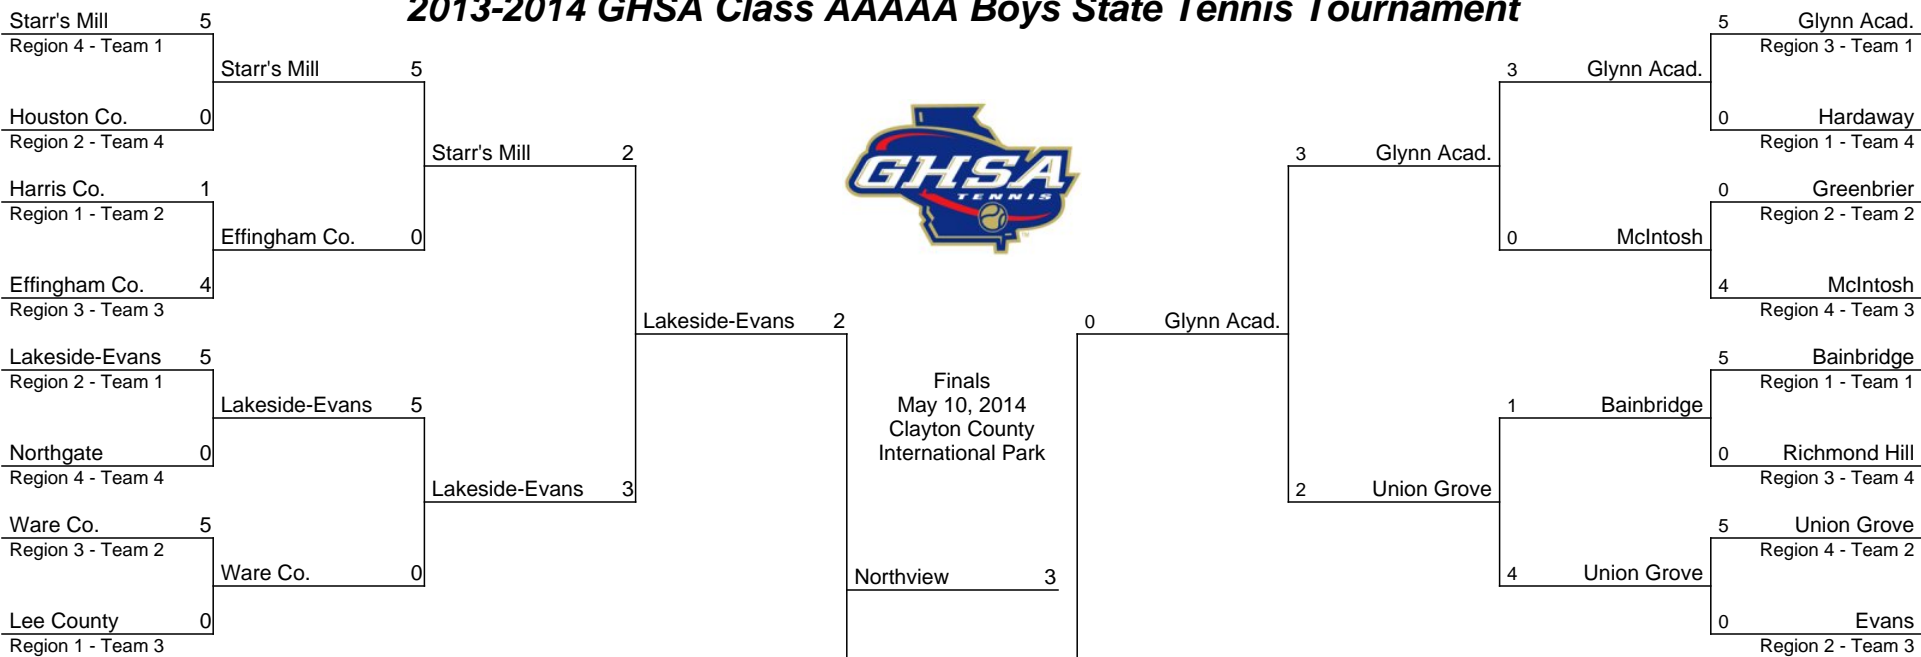 2013-2014 GHSA Class AAAAA Boys State Tennis Tournament
Starr's Mill 5
Region 4 - Team 1
Houston Co. 0
Region 2 - Team 4
Harris Co. 1
Region 1 - Team 2
Effingham Co. 4
Region 3 - Team 3
Lakeside-Evans 5
Region 2 - Team 1
Northgate 0
Region 4 - Team 4
Ware Co. 5
Region 3 - Team 2
Lee County 0
Region 1 - Team 3
Starr's Mill 5
Effingham Co. 0
Lakeside-Evans 5
Ware Co. 0
Starr's Mill 2
Lakeside-Evans 3
Lakeside-Evans 2
GHSA
TENNIS
Finals
May 10, 2014
Clayton County
International Park
Northview 3
0 Glynn Acad.
3 Glynn Acad.
2 Union Grove
3 Glynn Acad.
0 McIntosh
1 Bainbridge
4 Union Grove
5 Glynn Acad.
Region 3 - Team 1
0 Hardaway
Region 1 - Team 4
0 Greenbrier
Region 2 - Team 2
4 McIntosh
Region 4 - Team 3
5 Bainbridge
Region 1 - Team 1
0 Richmond Hill
Region 3 - Team 4
5 Union Grove
Region 4 - Team 2
0 Evans
Region 2 - Team 3